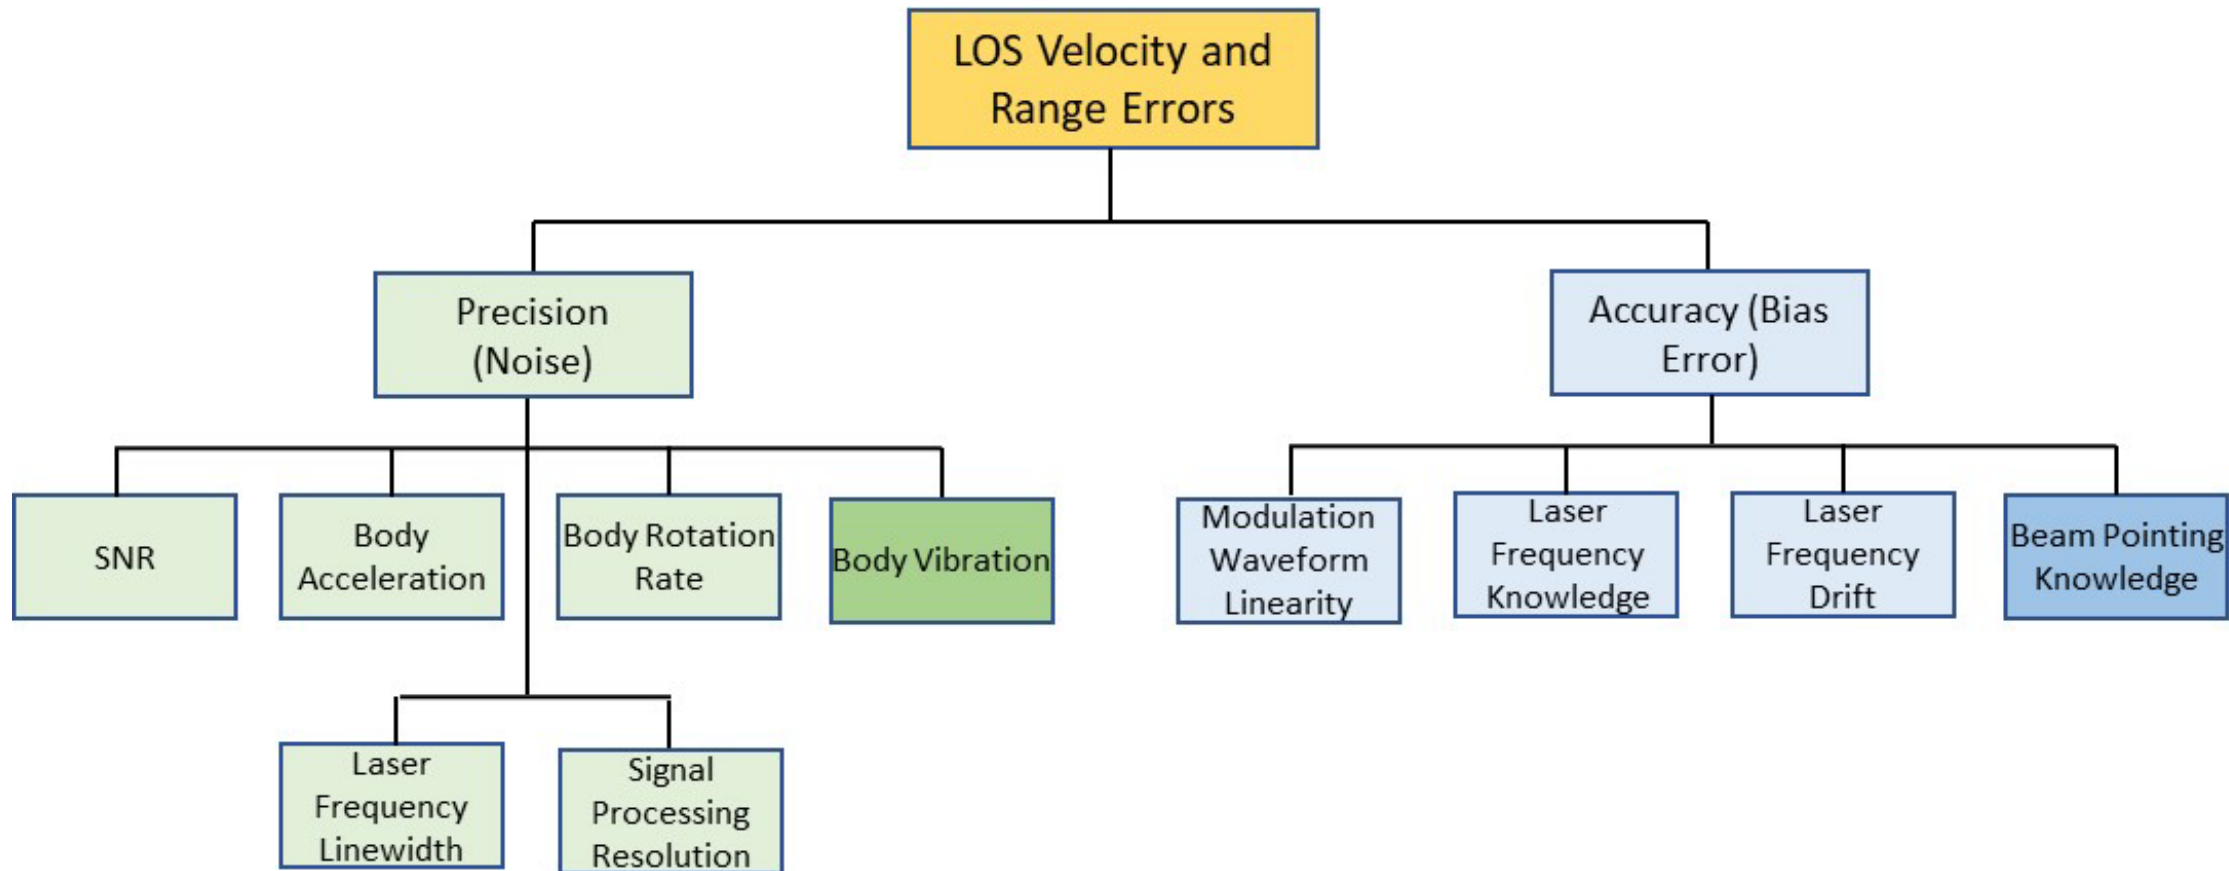 LOS Velocity and
Range Errors
Precision
(Noise)
Accuracy (Bias
Error)
SNR
Body
Acceleration
Body Rotation
Rate
Body Vibration
Modulation
Waveform
Linearity
Laser
Frequency
Knowledge
Laser
Frequency
Drift
Beam Pointing
Knowledge
Laser
Frequency
Linewidth
Signal
Processing
Resolution